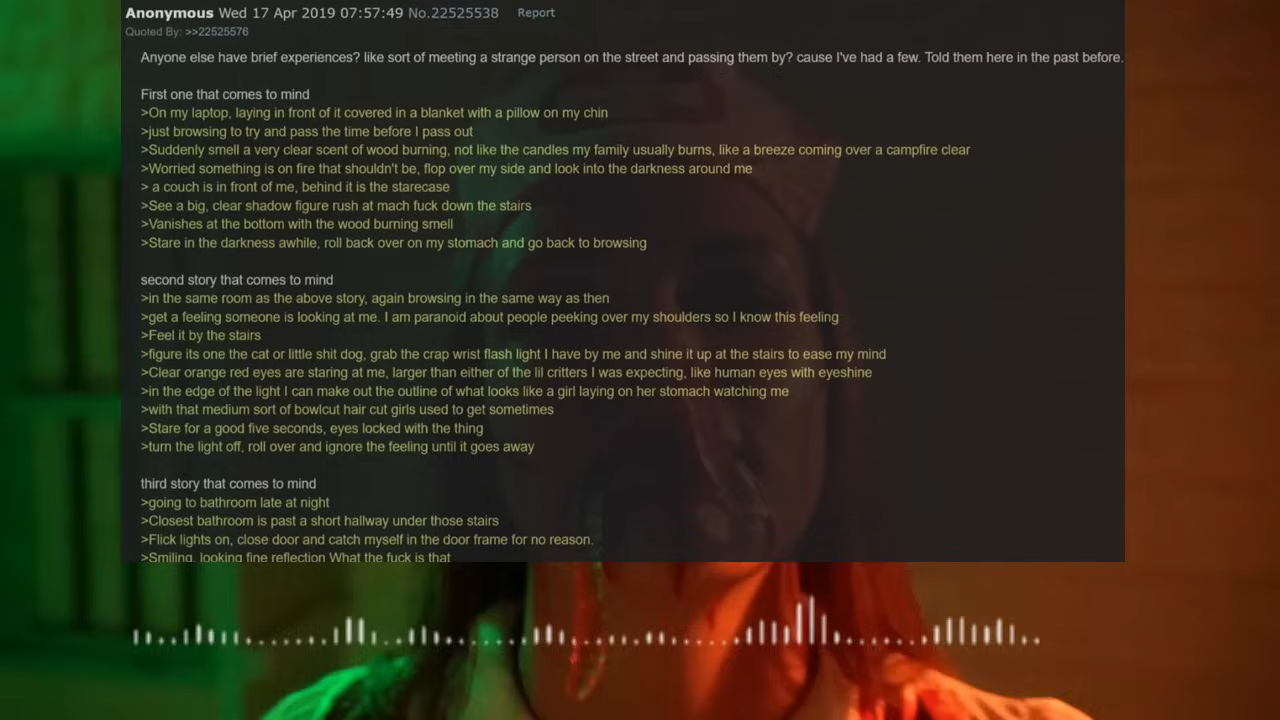 Anonymous Wed 17 Apr 2019 07:57:49 No.22525538 Report
Quoted By: >>22525576
Anyone else have brief experiences? like sort of meeting a strange person on the street and passing them by? cause I've had a few. Told them here in the past before.
First one that comes to mind
>On my laptop, laying in front of it covered in a blanket with a pillow on my chin
>just browsing to try and pass the time before I pass out
>Suddenly smell a very clear scent of wood burning, not like the candles my family usually burns, like a breeze coming over a campfire clear
>Worried something is on fire that shouldn't be, flop over my side and look into the darkness around me
> a couch is in front of me, behind it is the starecase
>See a big, clear shadow figure rush at mach fuck down the stairs
>Vanishes at the bottom with the wood burning smell
>Stare in the darkness awhile, roll back over on my stomach and go back to browsing
second story that comes to mind
>in the same room as the above story, again browsing in the same way as then
>get a feeling someone is looking at me. I am paranoid about people peeking over my shoulders so I know this feeling
>Feel it by the stairs
>figure its one the cat or little shit dog, grab the crap wrist flash light I have by me and shine it up at the stairs to ease my mind
>Clear orange red eyes are staring at me, larger than either of the lil critters I was expecting, like human eyes with eyeshine
>in the edge of the light I can make out the outline of what looks like a girl laying on her stomach watching me
>with that medium sort of bowlcut hair cut girls used to get sometimes
>Stare for a good five seconds, eyes locked with the thing
>turn the light off, roll over and ignore the feeling until it goes away
third story that comes to mind
>going to bathroom late at night
>Closest bathroom is past a short hallway under those stairs
>Flick lights on, close door and catch myself in the door frame for no reason.
>Smiling, looking fine reflection What the fuck is that